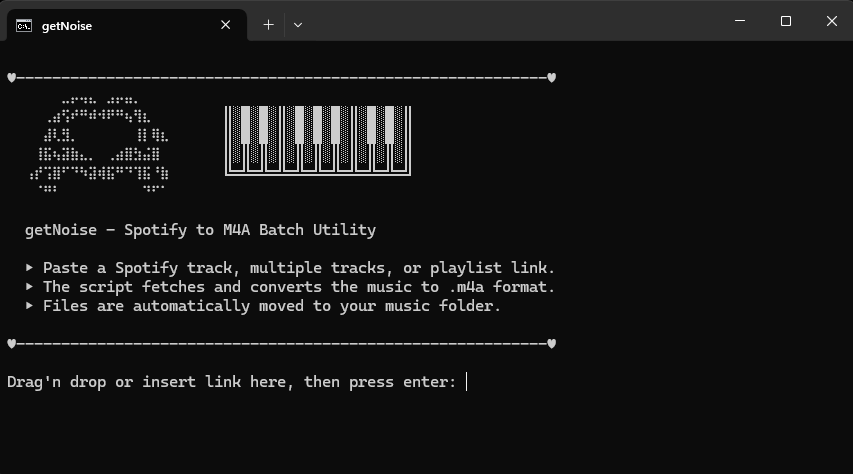 getNoise
getNoise – Spotify to M4A Batch Utility
▸ Paste a Spotify track, multiple tracks, or playlist link.
▸ The script fetches and converts the music to .m4a format.
▸ Files are automatically moved to your music folder.
Drag'n drop or insert link here, then press enter: